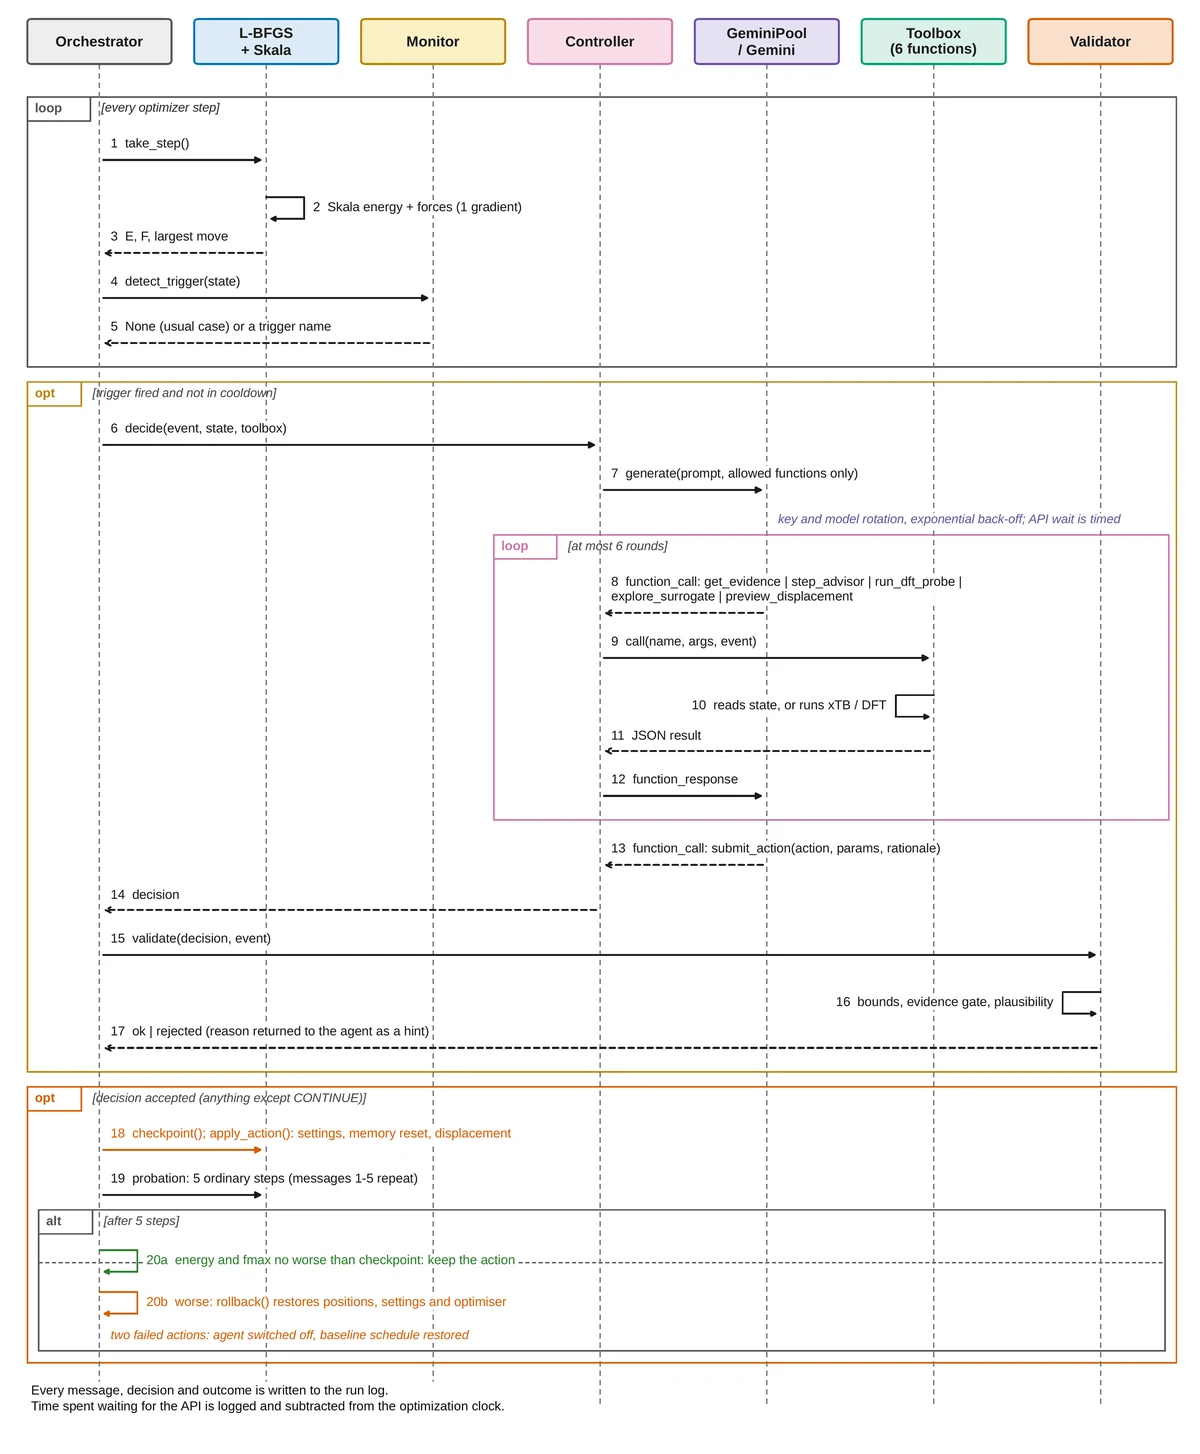 Orchestrator
L-BFGS
+ Skala
Monitor
Controller
GeminiPool
/ Gemini
Toolbox
(6 functions)
Validator
loop
[every optimizer step]
1 take_step()
2 Skala energy + forces (1 gradient)
3 E, F, largest move
4 detect_trigger(state)
5 None (usual case) or a trigger name
opt
[trigger fired and not in cooldown]
6 decide(event, state, toolbox)
7 generate(prompt, allowed functions only)
key and model rotation, exponential back-off; API wait is timed
loop
[at most 6 rounds]
8 function_call: get_evidence | step_advisor | run_dft_probe |
explore_surrogate | preview_displacement
9 call(name, args, event)
10 reads state, or runs xTB / DFT
11 JSON result
12 function_response
13 function_call: submit_action(action, params, rationale)
14 decision
15 validate(decision, event)
16 bounds, evidence gate, plausibility
17 ok | rejected (reason returned to the agent as a hint)
opt
[decision accepted (anything except CONTINUE)]
18 checkpoint(); apply_action(): settings, memory reset, displacement
19 probation: 5 ordinary steps (messages 1-5 repeat)
alt
[after 5 steps]
20a energy and fmax no worse than checkpoint: keep the action
20b worse: rollback() restores positions, settings and optimiser
two failed actions: agent switched off, baseline schedule restored
Every message, decision and outcome is written to the run log.
Time spent waiting for the API is logged and subtracted from the optimization clock.